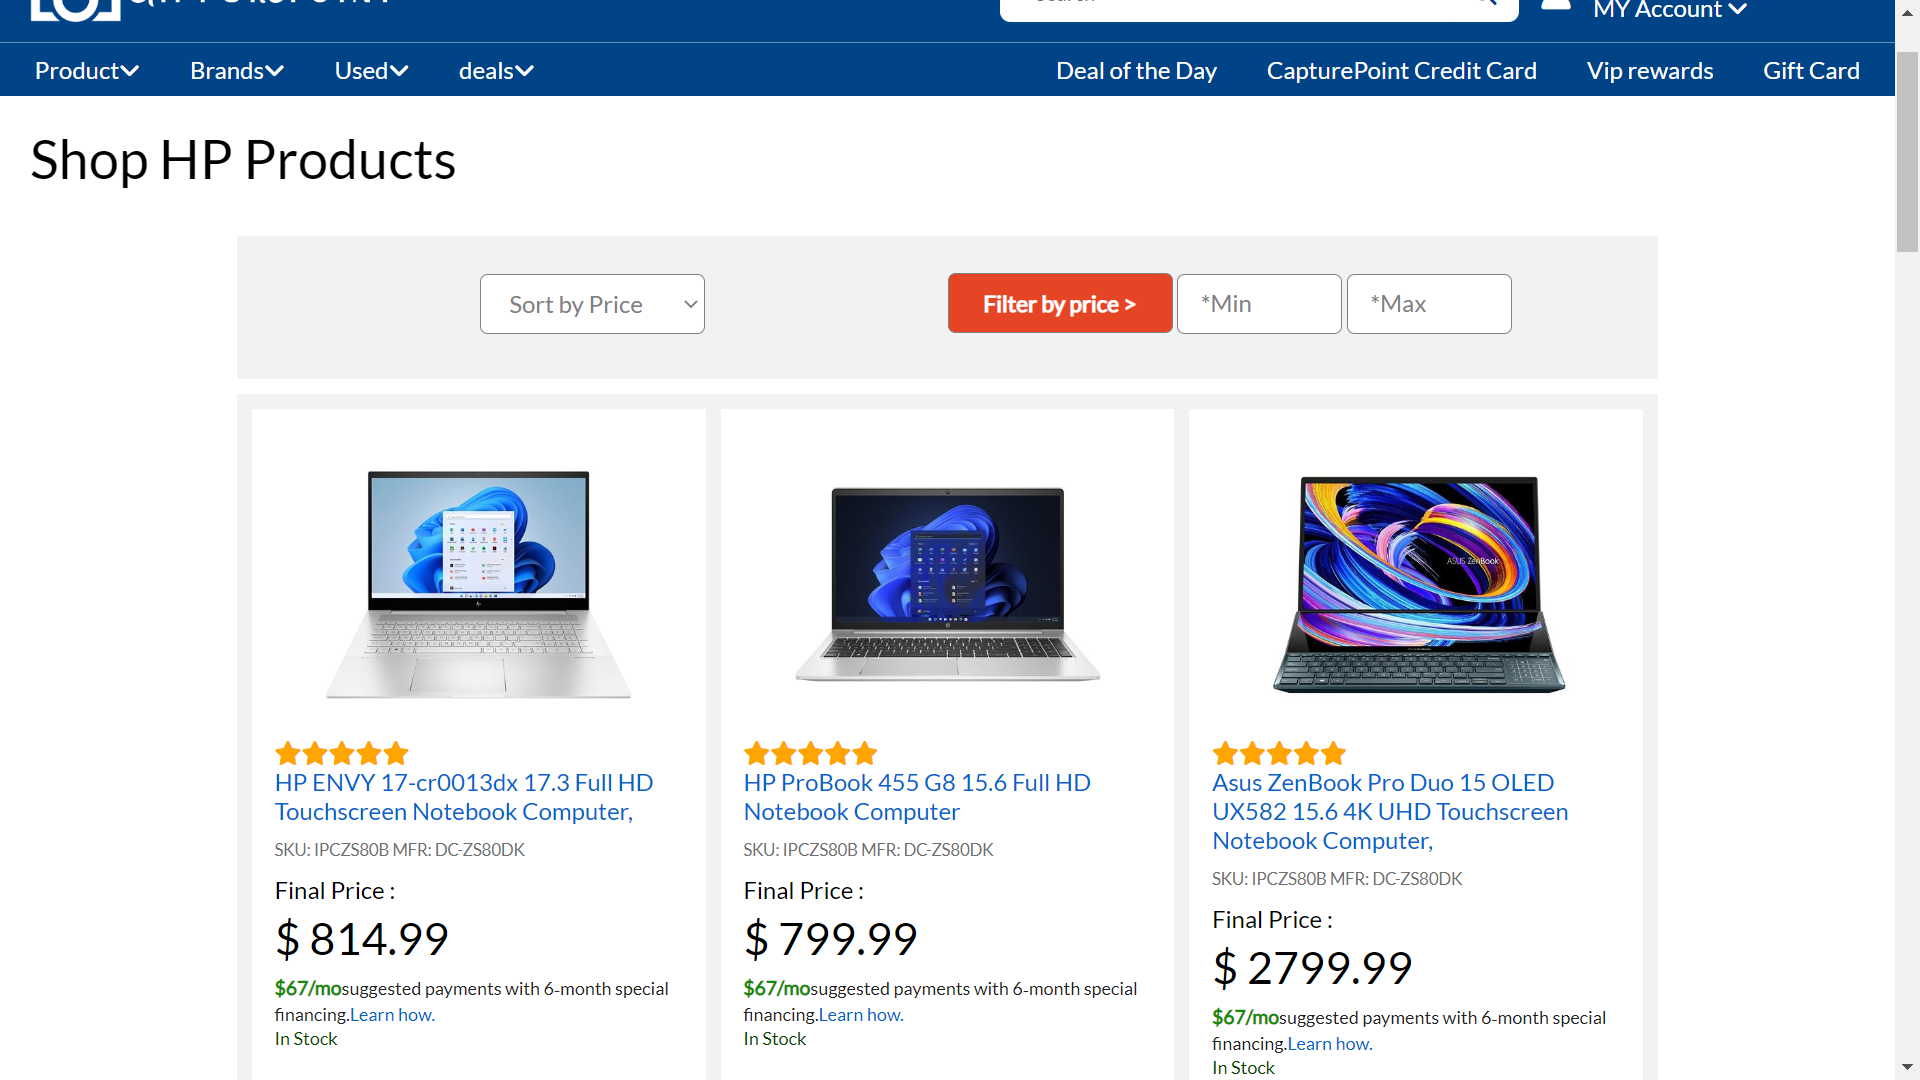 MY Account
Product
Brands
Used
deals
Deal of the Day
CapturePoint Credit Card
Vip rewards
Gift Card
Shop HP Products
Sort by Price
Filter by price >
*Min
*Max
ASUS ZenBook
HP ENVY 17-cr0013dx 17.3 Full HD
Touchscreen Notebook Computer,
SKU: IPCZS80B MFR: DC-ZS80DK
Final Price :
$ 814.99
$67/mosuggested payments with 6-month special
financing.Learn how.
In Stock
HP ProBook 455 G8 15.6 Full HD
Notebook Computer
SKU: IPCZS80B MFR: DC-ZS80DK
Final Price :
$ 799.99
$67/mosuggested payments with 6-month special
financing.Learn how.
In Stock
Asus ZenBook Pro Duo 15 OLED
UX582 15.6 4K UHD Touchscreen
Notebook Computer,
SKU: IPCZS80B MFR: DC-ZS80DK
Final Price :
$ 2799.99
$67/mosuggested payments with 6-month special
financing.Learn how.
In Stock